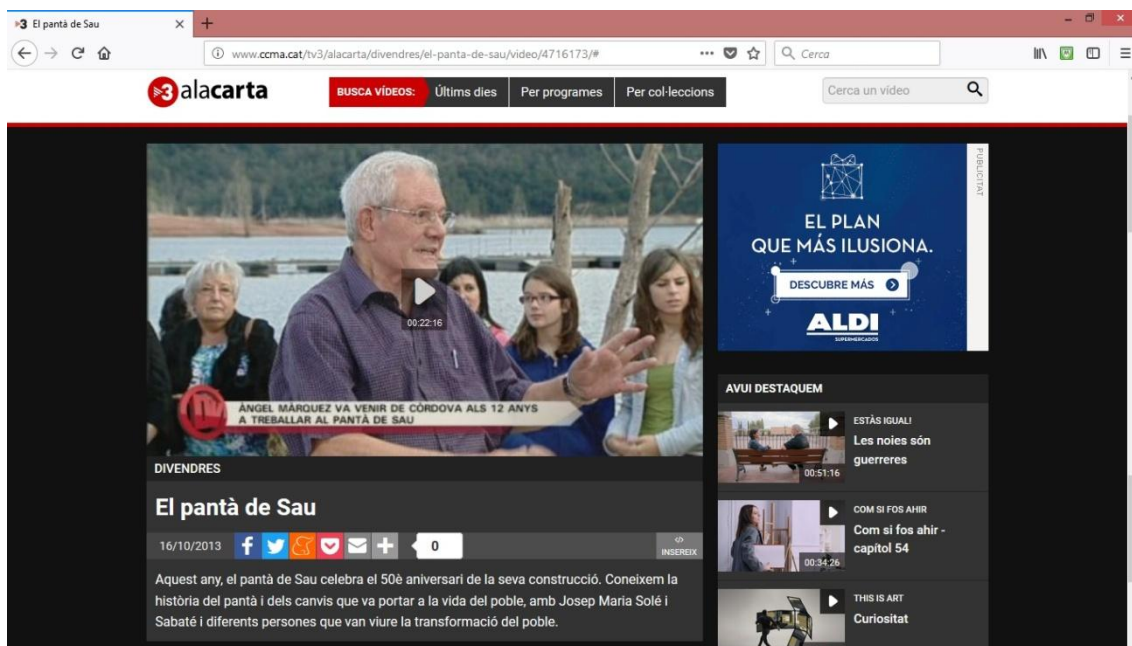 El pantà de Sau
www.ccma.cat/tv3/alacarta/divendres/el-panta-de-sau/video/4716173/#
Cerca
3 alacarta
BUSCA VÍDEOS: Últims dies Per programes Per col·leccions
Cerca un vídeo
00:22:16
ÀNGEL MÁRQUEZ VA VENIR DE CÒRDOVA ALS 12 ANYS
A TREBALLAR AL PANTÀ DE SAU
DIVENDRES
El pantà de Sau
16/10/2013
0
INSEREIX
Aquest any, el pantà de Sau celebra el 50è aniversari de la seva construcció. Coneixem la
història del pantà i dels canvis que va portar a la vida del poble, amb Josep Maria Solé i
Sabaté i diferents persones que van viure la transformació del poble.
PUBLICITAT
EL PLAN
QUE MÁS ILUSIONA.
DESCUBRE MÁS
ALDI
SUPERMERCADOS
AVUI DESTAQUEM
ESTÀS IGUAL!
Les noies són
guerreres
00:51:16
COM SI FOS AHIR
Com si fos ahir -
capítol 54
00:34:26
THIS IS ART
Curiositat